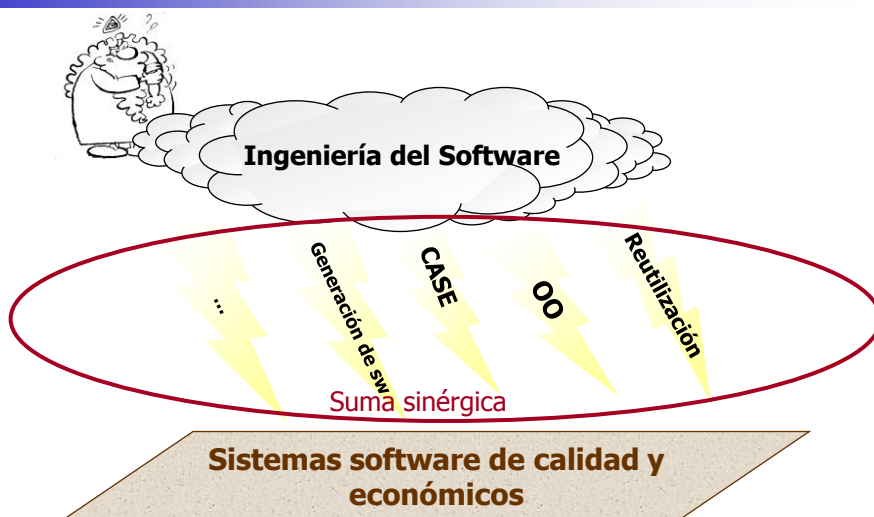 Ingeniería del Software
...
Generación de sw
CASE
OO
Reutilización
Suma sinérgica
Sistemas software de calidad y
económicos